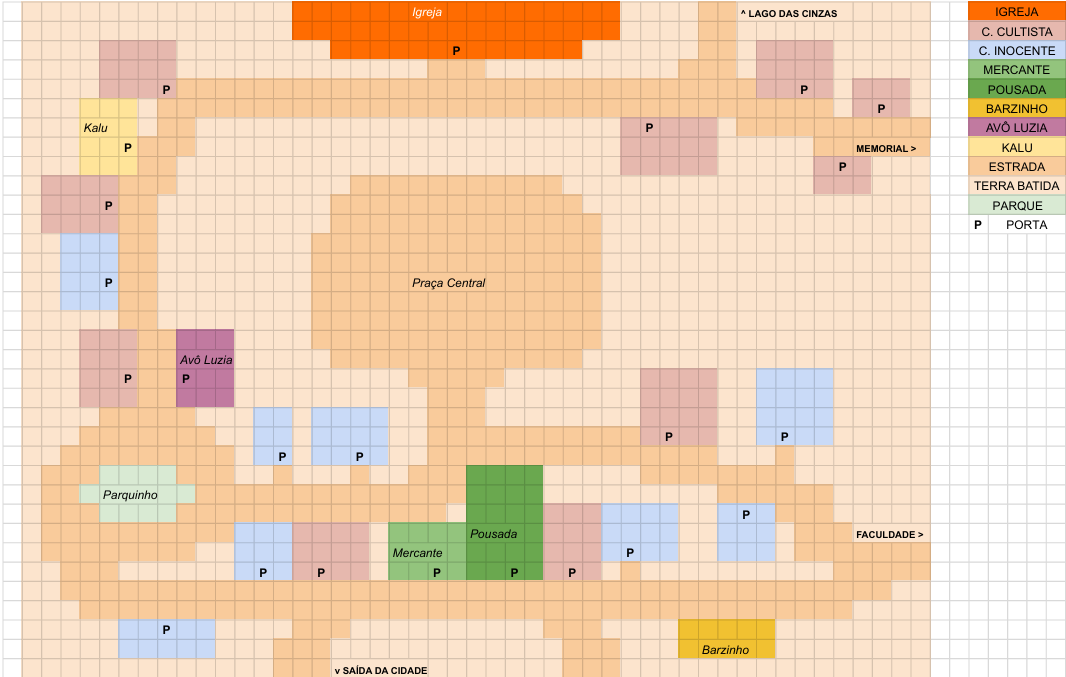 Igreja
^ LAGO DAS CINZAS
P
P
P
P
Kalu
P
P
MEMORIAL >
P
P
P
Praça Central
Avô Luzia
P
P
P
P
P
P
Parquinho
P
Pousada
FACULDADE >
Mercante
P
P
P
P
P
P
P
Barzinho
v SAÍDA DA CIDADE
IGREJA
C. CULTISTA
C. INOCENTE
MERCANTE
POUSADA
BARZINHO
AVÔ LUZIA
KALU
ESTRADA
TERRA BATIDA
PARQUE
P PORTA